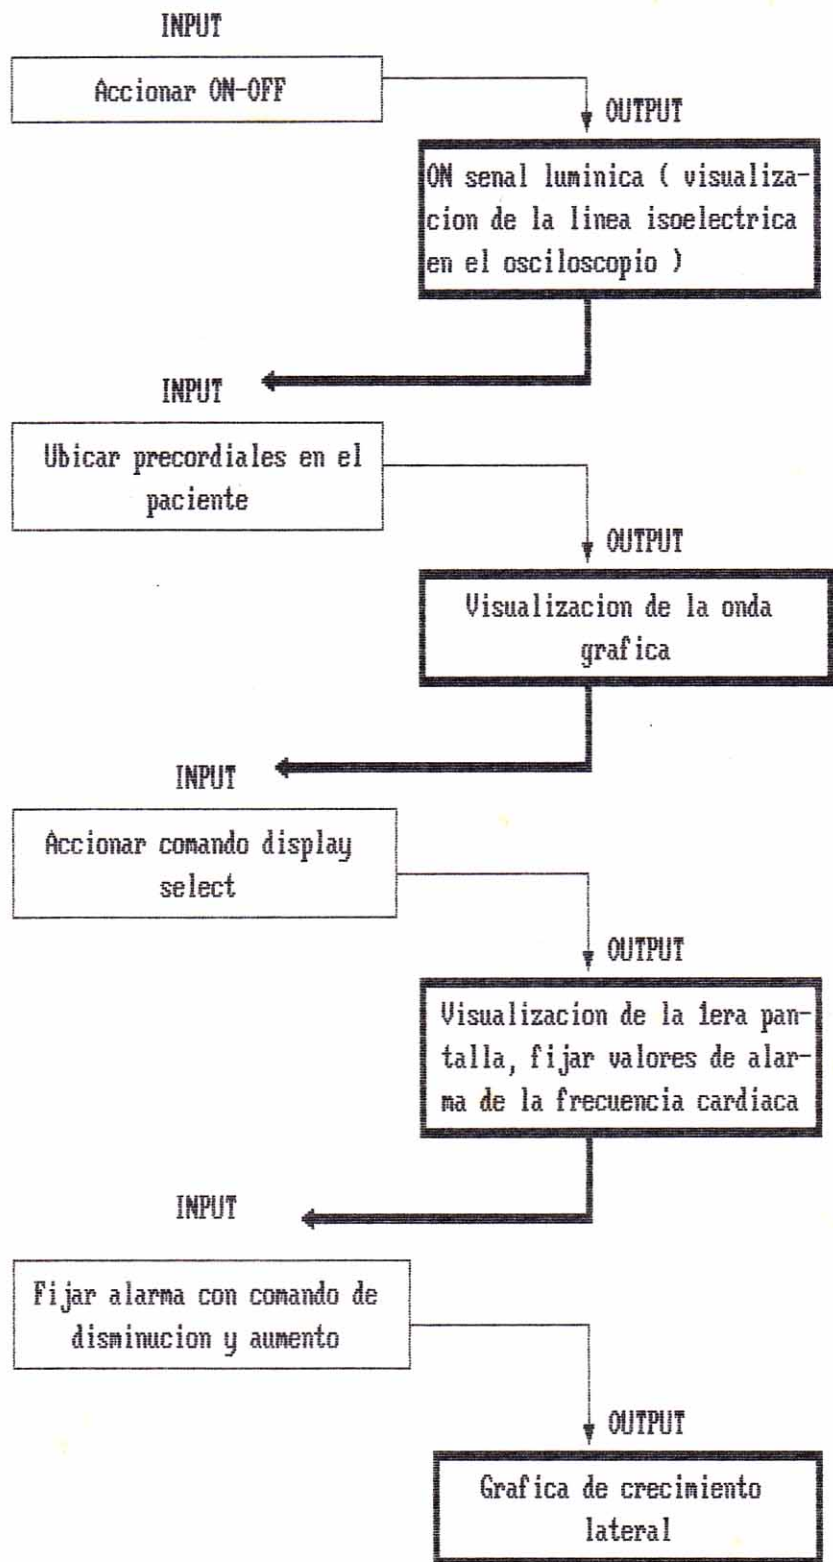 INPUT
Accionar ON-OFF
OUTPUT
ON senal luminica ( visualiza-
cion de la linea isoelectrica
en el osciloscopio )
INPUT
Ubicar precordiales en el
paciente
OUTPUT
Visualizacion de la onda
grafica
INPUT
Accionar comando display
select
OUTPUT
Visualizacion de la 1era pan-
talla, fijar valores de alar-
ma de la frecuencia cardiaca
INPUT
Fijar alarma con comando de
disminucion y aumento
OUTPUT
Grafica de crecimiento
lateral